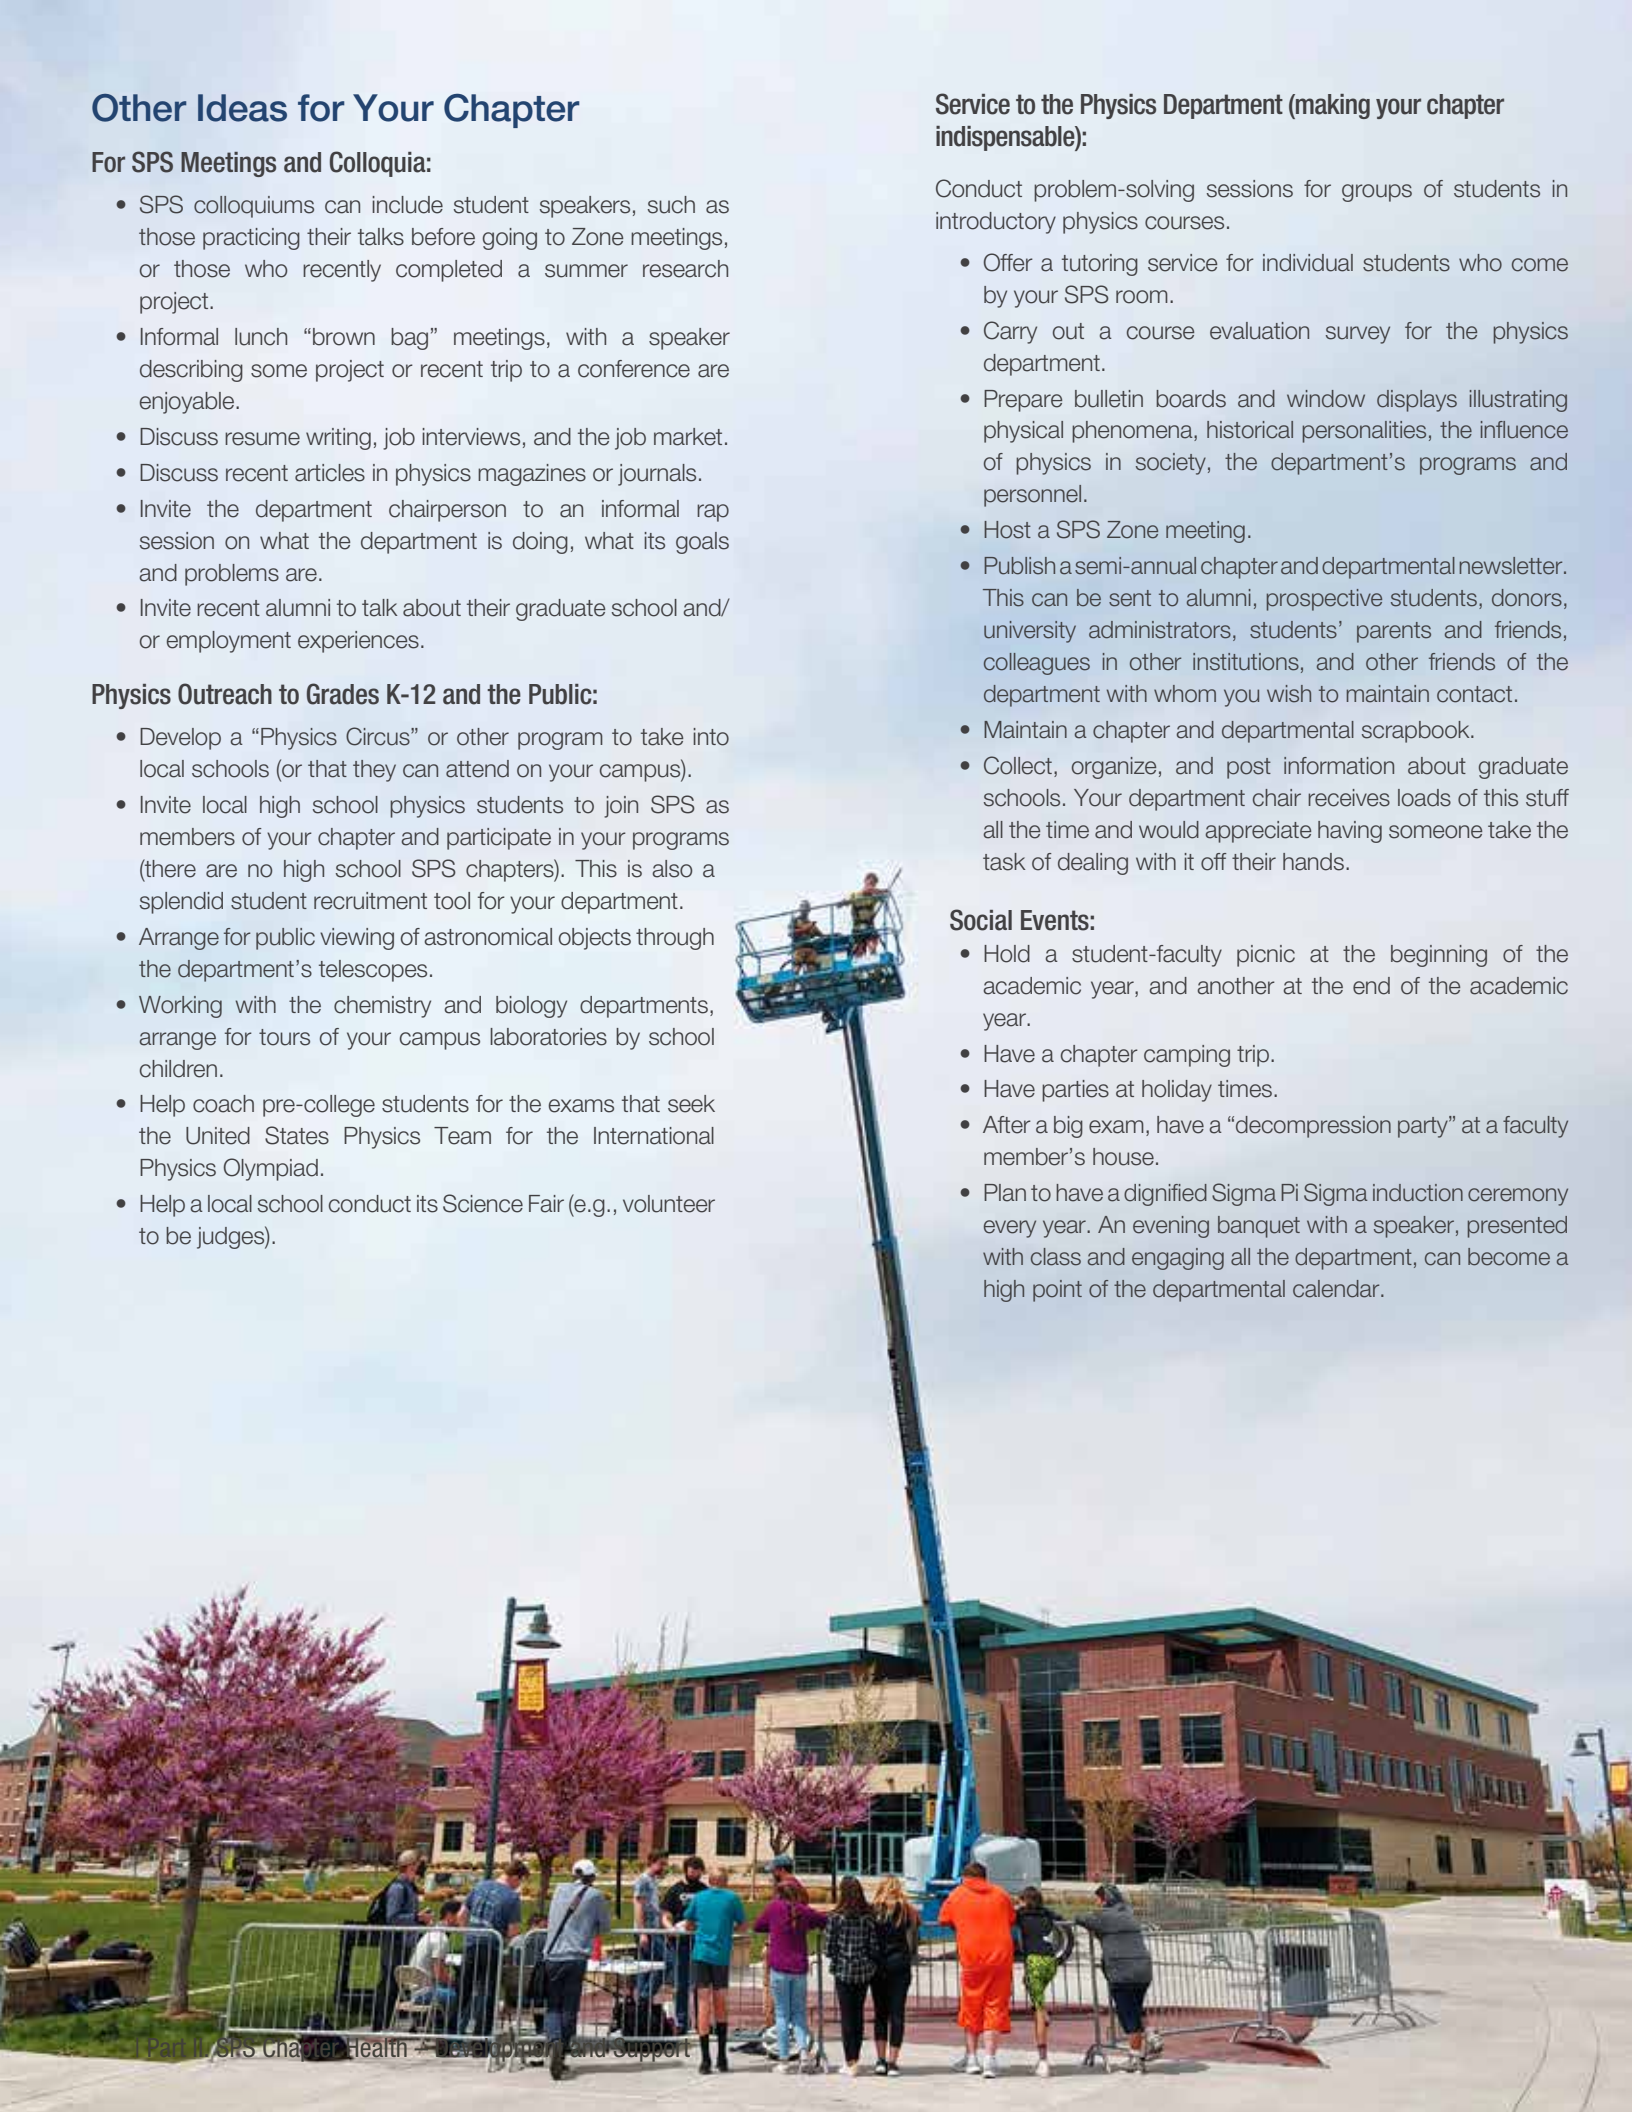 Other Ideas for Your Chapter
For SPS Meetings and Colloquia:
• SPS colloquiums can include student speakers, such as
those practicing their talks before going to Zone meetings,
or those who recently completed a summer research
project.
• Informal lunch “brown bag” meetings, with a speaker
describing some project or recent trip to a conference are
enjoyable.
• Discuss resume writing, job interviews, and the job market.
• Discuss recent articles in physics magazines or journals.
• Invite the department chairperson to an informal rap
session on what the department is doing, what its goals
and problems are.
• Invite recent alumni to talk about their graduate school and/
or employment experiences.
Physics Outreach to Grades K-12 and the Public:
• Develop a “Physics Circus” or other program to take into
local schools (or that they can attend on your campus).
• Invite local high school physics students to join SPS as
members of your chapter and participate in your programs
(there are no high school SPS chapters). This is also a
splendid student recruitment tool for your department.
• Arrange for public viewing of astronomical objects through
the department’s telescopes.
• Working with the chemistry and biology departments,
arrange for tours of your campus laboratories by school
children.
• Help coach pre-college students for the exams that seek
the United States Physics Team for the International
Physics Olympiad.
• Help a local school conduct its Science Fair (e.g., volunteer
to be judges).
Service to the Physics Department (making your chapter
indispensable):
Conduct problem-solving sessions for groups of students in
introductory physics courses.
• Offer a tutoring service for individual students who come
by your SPS room.
• Carry out a course evaluation survey for the physics
department.
• Prepare bulletin boards and window displays illustrating
physical phenomena, historical personalities, the influence
of physics in society, the department’s programs and
personnel.
• Host a SPS Zone meeting.
• Publish a semi-annual chapter and departmental newsletter.
This can be sent to alumni, prospective students, donors,
university administrators, students’ parents and friends,
colleagues in other institutions, and other friends of the
department with whom you wish to maintain contact.
• Maintain a chapter and departmental scrapbook.
• Collect, organize, and post information about graduate
schools. Your department chair receives loads of this stuff
all the time and would appreciate having someone take the
task of dealing with it off their hands.
Social Events:
• Hold a student-faculty picnic at the beginning of the
academic year, and another at the end of the academic
year.
• Have a chapter camping trip.
• Have parties at holiday times.
• After a big exam, have a “decompression party” at a faculty
member’s house.
• Plan to have a dignified Sigma Pi Sigma induction ceremony
every year. An evening banquet with a speaker, presented
with class and engaging all the department, can become a
high point of the departmental calendar.
| Part II: SPS Chapter Health - Development and Support